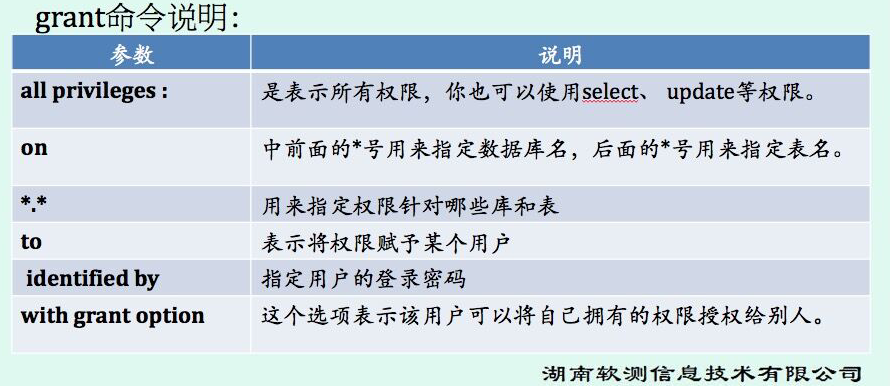 grant命令说明：
参数 说明
all privileges : 是表示所有权限，你也可以使用select、 update等权限。
on 中前面的*号用来指定数据库名，后面的*号用来指定表名。
*.* 用来指定权限针对哪些库和表
to 表示将权限赋予某个用户
identified by 指定用户的登录密码
with grant option 这个选项表示该用户可以将自己拥有的权限授权给别人。
湖南软测信息技术有限公司